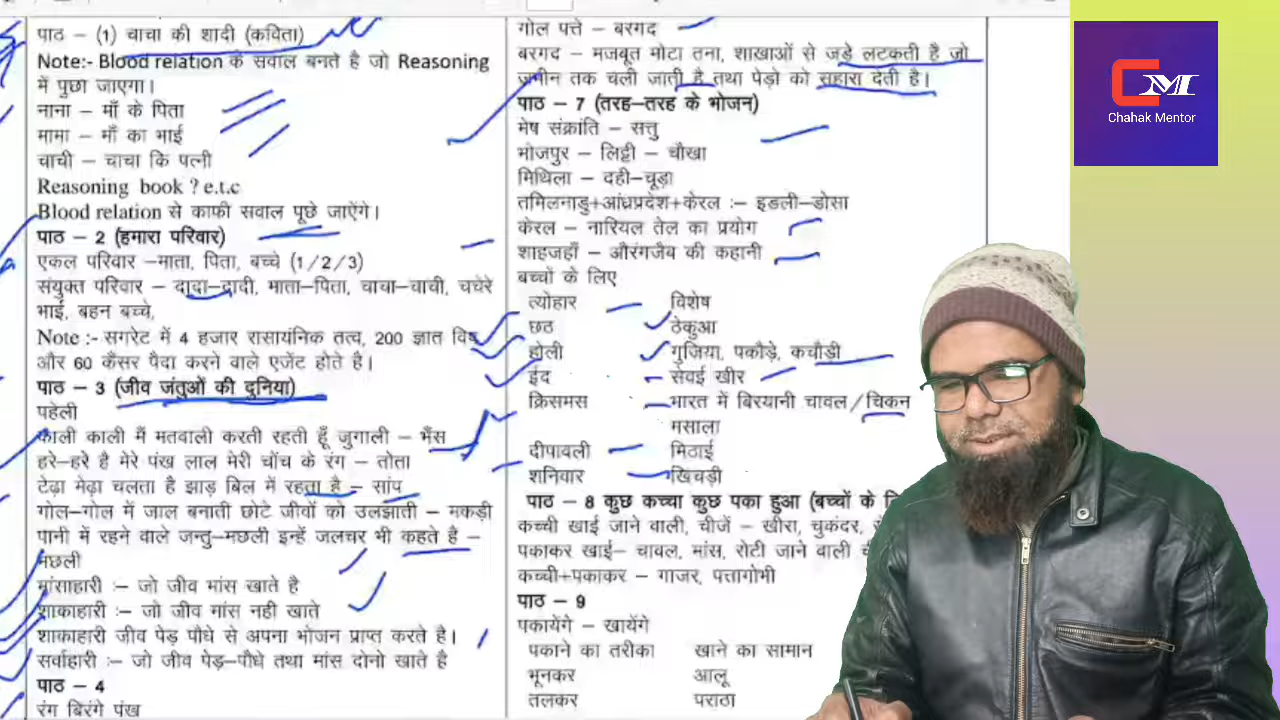 पाठ – (1) चाचा की शादी (कविता)
Note:- Blood relation के सवाल बनते है जो Reasoning
में पुछा जाएगा।
नाना – माँ के पिता
मामा – माँ का भाई
चाची – चाचा कि पत्नी
Reasoning book ? e.t.c
Blood relation से काफी सवाल पूछे जाऐंगे।
पाठ – 2 (हमारा परिवार)
एकल परिवार –माता, पिता, बच्चे (1/2/3)
संयुक्त परिवार – दादा–दादी, माता–पिता, चाचा–चाची, चचेरे
भाई, बहन बच्चे,
Note :- सगरेट में 4 हजार रासायंनिक तत्व, 200 ज्ञात विष
और 60 कैंसर पैदा करने वाले एजेंट होते है।
पाठ – 3 (जीव जंतुओं की दुनिया)
पहेली
काली काली मैं मतवाली करती रहती हूँ जुगाली – भैंस
हरे–हरे है मेरे पंख लाल मेरी चोंच के रंग – तोता
टेढ़ा मेढ़ा चलता है झाड़ बिल में रहता है – सांप
गोल–गोल में जाल बनाती छोटे जीवों को उलझाती – मकड़ी
पानी में रहने वाले जन्तु–मछली इन्हें जलचर भी कहते है –
मछली
मांसाहारी :– जो जीव मांस खाते है
शाकाहारी :– जो जीव मांस नही खाते
शाकाहारी जीव पेड़ पौधे से अपना भोजन प्राप्त करते है।
सर्वाहारी :– जो जीव पेड़–पौधे तथा मांस दोनो खाते है
पाठ – 4
रंग बिरंगे पंख
गोल पत्ते – बरगद
बरगद – मजबूत मोटा तना, शाखाओं से जड़े लटकती है जो
ज़मीन तक चली जाती है तथा पेड़ो को सहारा देती है।
पाठ – 7 (तरह–तरह के भोजन)
मेष संक्रांति – सत्तु
भोजपुर – लिट्टी – चौखा
मिथिला – दही–चूड़ा
तमिलनाडु+आंध्रप्रदेश+केरल :– इडली–डोसा
केरल – नारियल तेल का प्रयोग
शाहजहाँ – औरंगजैब की कहानी
बच्चों के लिए
त्योहार विशेष
छठ ठेकुआ
होली गुजिया, पकौड़े, कचौड़ी
ईद सेवई खीर
क्रिसमस भारत में बिरयानी चावल/चिकन
मसाला
दीपावली मिठाई
शनिवार खिचड़ी
पाठ – 8 कुछ कच्चा कुछ पका हुआ (बच्चों के
कच्ची खाई जाने वाली, चीजें – खीरा, चुकंदर,
पकाकर खाई– चावल, मांस, रोटी जाने वाली
कच्ची+पकाकर – गाजर, पत्तागोभी
पाठ – 9
पकायेंगे – खायेंगे
पकाने का तरीका खाने का सामान
भूनकर आलू
तलकर पराठा
CM
Chahak Mentor